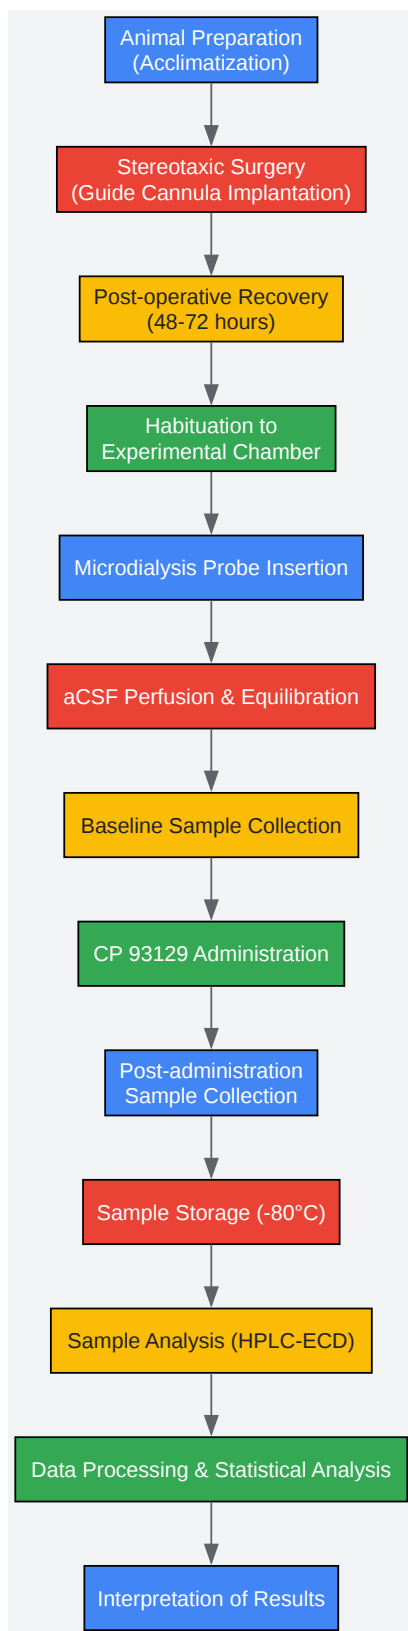 Animal Preparation
(Acclimatization)
Stereotaxic Surgery
(Guide Cannula Implantation)
Post-operative Recovery
(48-72 hours)
Habituation to
Experimental Chamber
Microdialysis Probe Insertion
aCSF Perfusion & Equilibration
Baseline Sample Collection
CP 93129 Administration
Post-administration
Sample Collection
Sample Storage (-80°C)
Sample Analysis (HPLC-ECD)
Data Processing & Statistical Analysis
Interpretation of Results